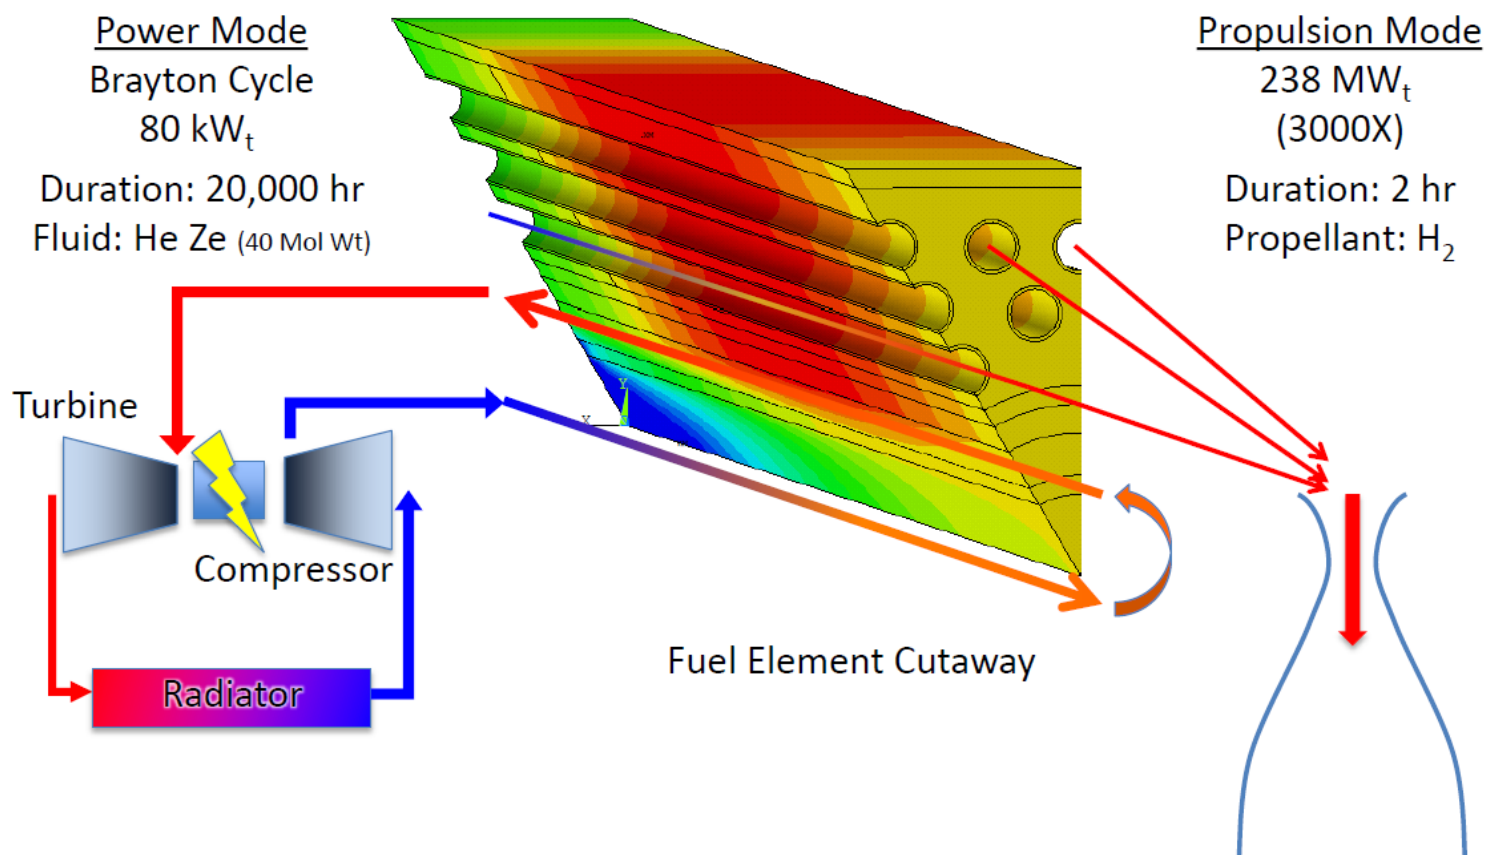 Power Mode
Brayton Cycle
80 kWt
Duration: 20,000 hr
Fluid: He Ze (40 Mol Wt)
Propulsion Mode
238 MWt
(3000X)
Duration: 2 hr
Propellant: H2
Turbine
Compressor
Radiator
Y
X
Fuel Element Cutaway